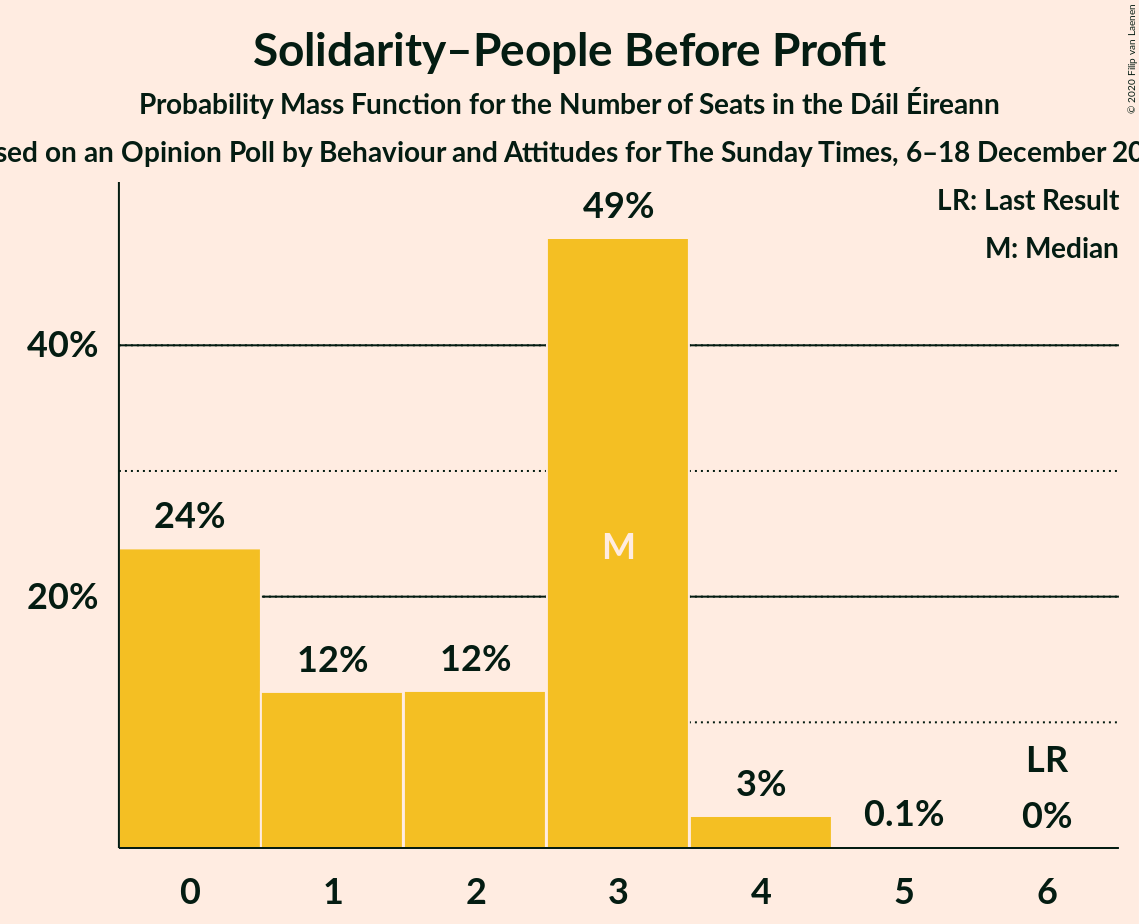 Solidarity–People Before Profit
Probability Mass Function for the Number of Seats in the Dáil Éireann
on an Opinion Poll by Behaviour and Attitudes for The Sunday Times, 6–18 December
© 2020 Filip van Laenen
LR: Last Result
M: Median
49%
40%
24%
M
20%
12%
12%
LR
3%
0.1%
0%
0
1
2
3
4
5
6